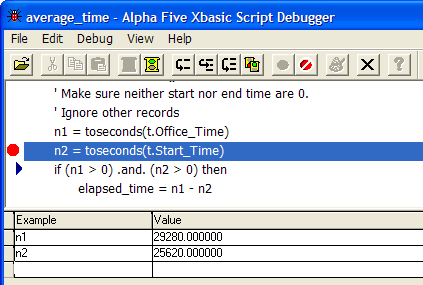 average_time - Alpha Five Xbasic Script Debugger
File Edit Debug View Help
' Make sure neither start nor end time are 0.
' Ignore other records
n1 = toseconds(t.Office_Time)
n2 = toseconds(t.Start_Time)
if (n1 > 0) .and. (n2 > 0) then
elapsed_time = n1 - n2
Example Value
n1 29280.000000
n2 25620.000000